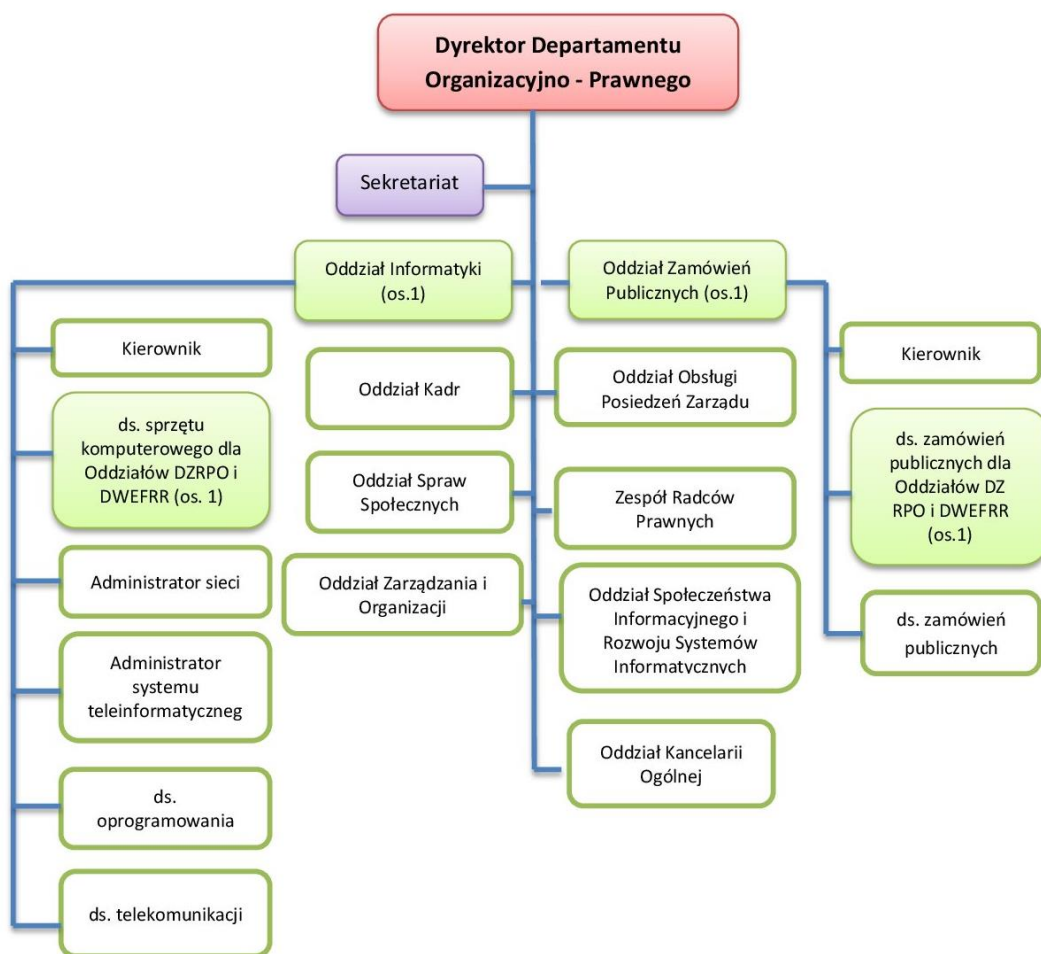 Dyrektor Departamentu
Organizacyjno - Prawnego
Sekretariat
Oddział Informatyki
(os.1)
Oddział Zamówień
Publicznych (os.1)
Kierownik
ds. sprzętu
komputerowego dla
Oddziałów DZRPO i
DWEFRR (os. 1)
Administrator sieci
Administrator
systemu
teleinformatyczneg
ds.
oprogramowania
ds. telekomunikacji
Oddział Kadr
Oddział Spraw
Społecznych
Oddział Zarządzania i
Organizacji
Oddział Obsługi
Posiedzeń Zarządu
Zespół Radców
Prawnych
Oddział Społeczeństwa
Informacyjnego i
Rozwoju Systemów
Informatycznych
Oddział Kancelarii
Ogólnej
Kierownik
ds. zamówień
publicznych dla
Oddziałów DZ
RPO i DWEFRR
(os.1)
ds. zamówień
publicznych